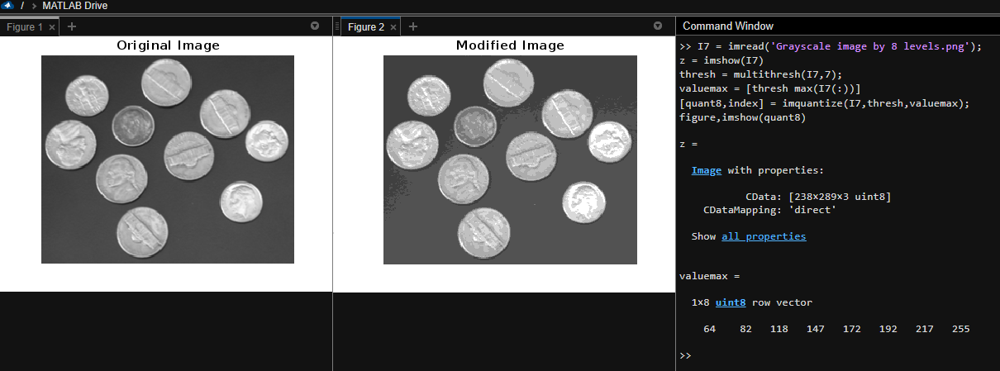 / > MATLAB Drive
Figure 1 × +
Original Image
Figure 2 × +
Modified Image
Command Window
>> I7 = imread('Grayscale image by 8 levels.png');
z = imshow(I7)
thresh = multithresh(I7,7);
valuemax = [thresh max(I7(:))]
[quant8,index] = imquantize(I7,thresh,valuemax);
figure,imshow(quant8)
z =
Image with properties:
CData: [238×289×3 uint8]
CDataMapping: 'direct'
Show all properties
valuemax =
1×8 uint8 row vector
64 82 118 147 172 192 217 255
>>